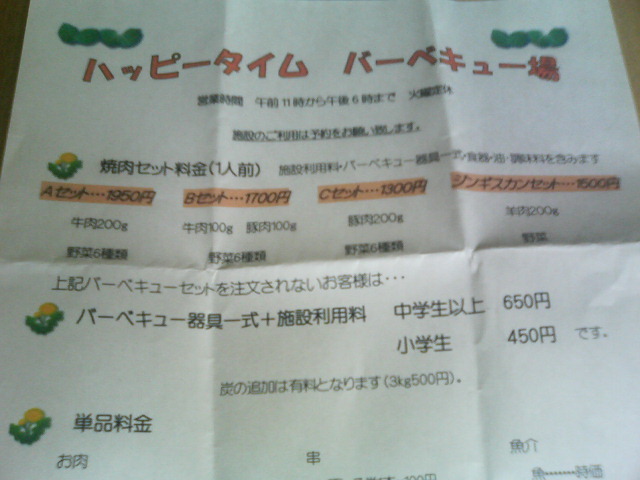 ハッピータイム バーベキュー場
営業時間 午前11時から午後6時まで 火曜定休
施設のご利用は予約をお願い致します。
焼肉セット料金(1人前) 施設利用料・バーベキュー器具一式・食器・油・調味料を含みます
Aセット…1950円 Bセット…1700円 Cセット…1300円 ジンギスカンセット…1500円
牛肉200g 牛肉100g 豚肉100g 豚肉200g 羊肉200g
野菜6種類 野菜6種類 野菜6種類 野菜
上記バーベキューセットを注文されないお客様は…
バーベキュー器具一式+施設利用料 中学生以上 650円
小学生 450円 です。
炭の追加は有料となります(3kg500円)。
単品料金
お肉 串 魚介
魚……時価
100円